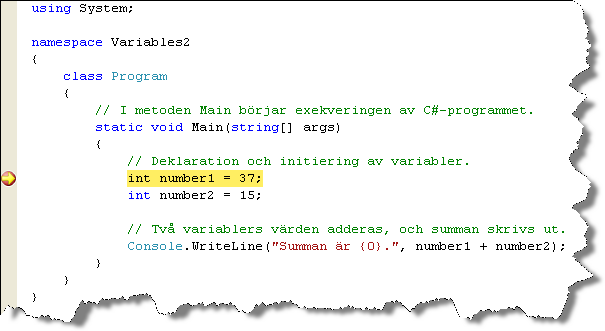 using System;
namespace Variables2
{
class Program
{
// I metoden Main börjar exekveringen av C#-programmet.
static void Main(string[] args)
{
// Deklaration och initiering av variabler.
int number1 = 37;
int number2 = 15;
// Två variablers värden adderas, och summan skrivs ut.
Console.WriteLine("Summan är {0}.", number1 + number2);
}
}
}